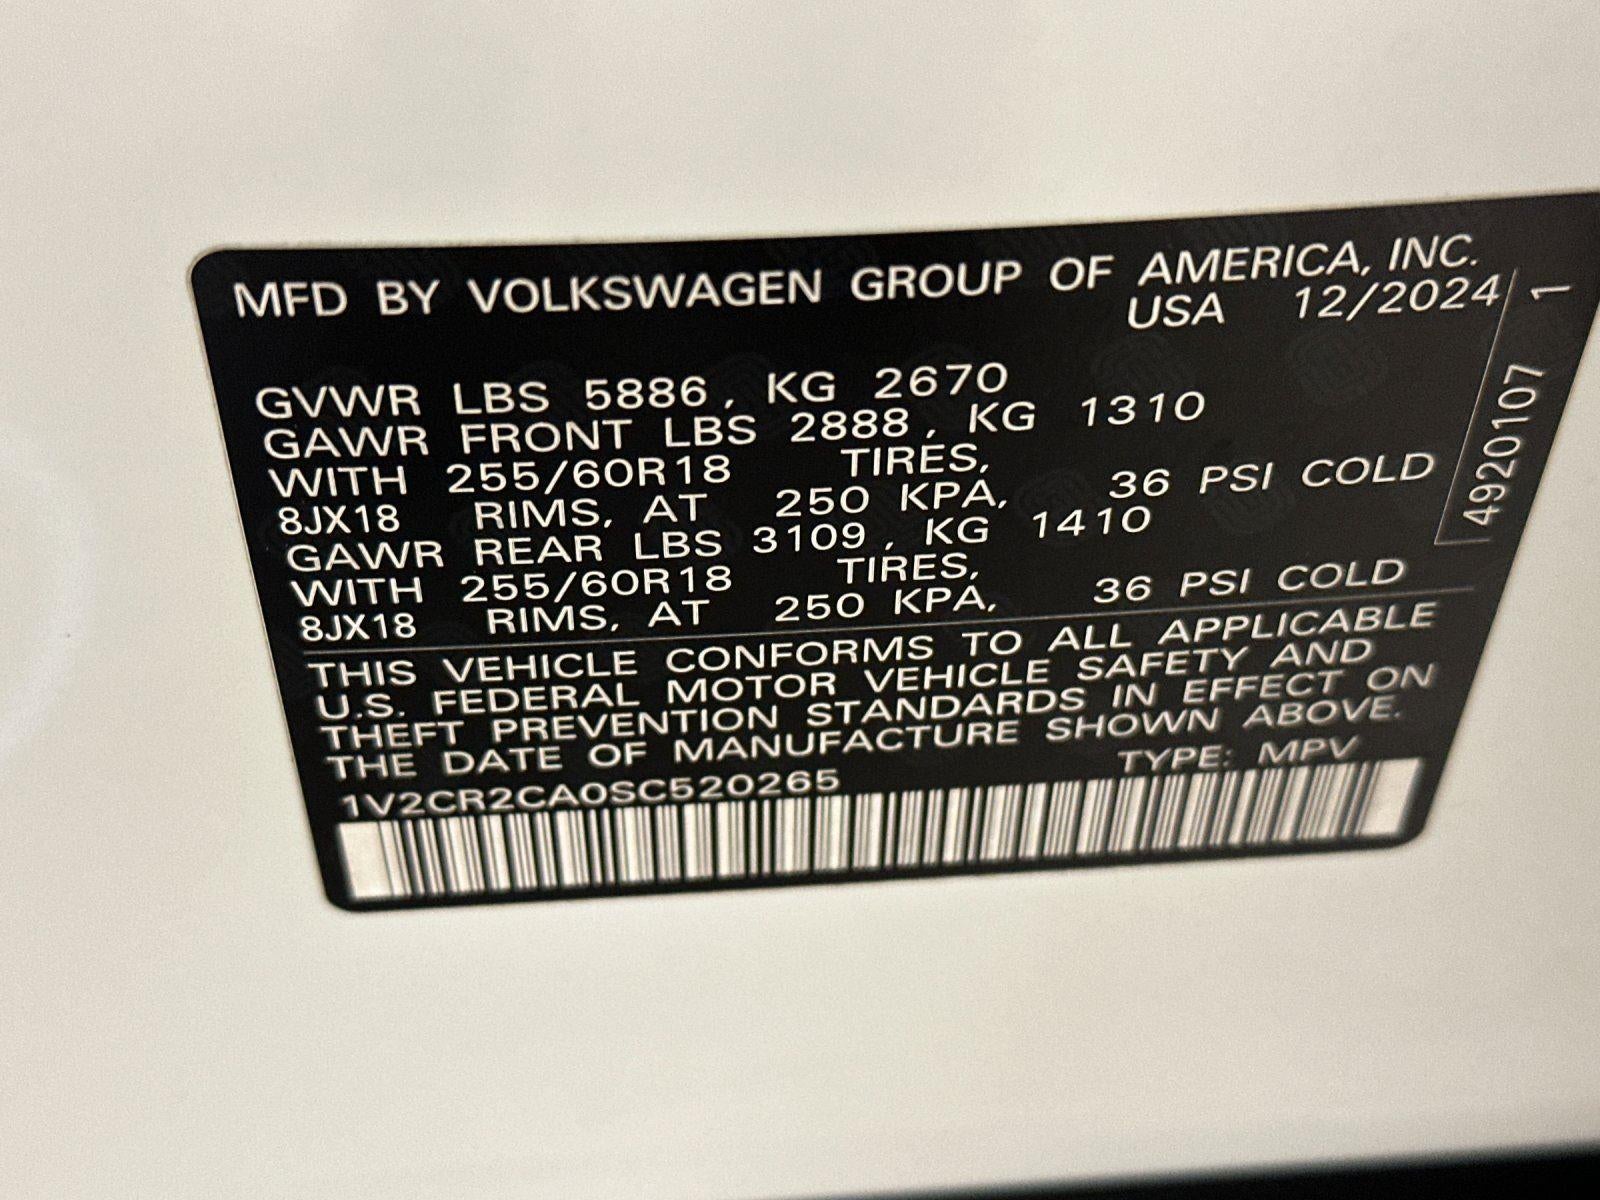 MFD BY VOLKSWAGEN GROUP OF AMERICA, INC.
USA 12/2024
GVWR LBS 5886, KG 2670
GAWR FRONT LBS 2888, KG 1310
WITH 255/60R18 TIRES,
8JX18 RIMS, AT 250 KPA, 36 PSI COLD
GAWR REAR LBS 3109, KG 1410
WITH 255/60R18 TIRES,
8JX18 RIMS, AT 250 KPA, 36 PSI COLD
THIS VEHICLE CONFORMS TO ALL APPLICABLE
U.S. FEDERAL MOTOR VEHICLE SAFETY AND
THEFT PREVENTION STANDARDS IN EFFECT ON
THE DATE OF MANUFACTURE SHOWN ABOVE.
1V2CR2CA0SC520265 TYPE: MPV
4920107 1